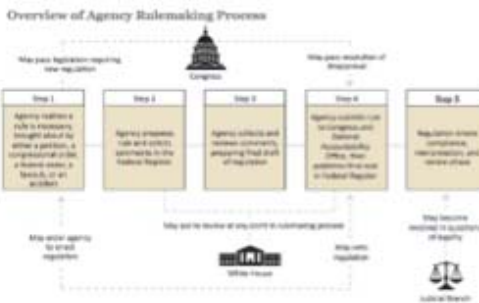 Overview of Agency Rulemaking Process
May pass legislation requiring
new regulation
Congress
May pass resolution of
disapproval
Step 1
Agency realizes a
rule is necessary,
brought about by
either a petition, a
congressional order,
a federal order, a
lawsuit, or an
accident
Step 2
Agency proposes
rule and solicits
comments in the
Federal Register
Step 3
Agency collects and
reviews comments,
preparing final draft
of regulation
Step 4
Agency submits rule
to Congress and
Accountability
Office, then
publishes final rule
in Federal Register
Step 5
Regulation enters
compliance,
interpretation, and
review phase
May ask to review at any point in rulemaking process
May order agency
to enact
regulation
White House
May veto
regulation
May become
involved in questions
of legality
Judicial Branch